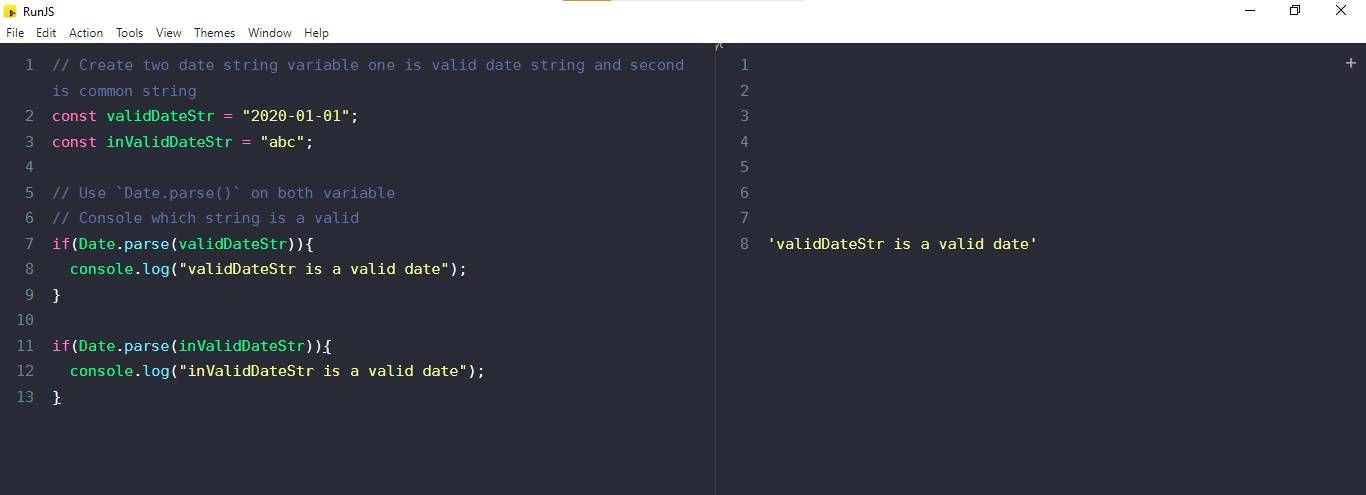 RunJS
File Edit Action Tools View Themes Window Help
1 // Create two date string variable one is valid date string and second
is common string
2 const validDateStr = "2020-01-01";
3 const inValidDateStr = "abc";
4
5 // Use `Date.parse()` on both variable
6 // Console which string is a valid
7 if(Date.parse(validDateStr)){
8 console.log("validDateStr is a valid date");
9 }
10
11 if(Date.parse(inValidDateStr)){
12 console.log("inValidDateStr is a valid date");
13 }
1
2
3
4
5
6
7
8 'validDateStr is a valid date'